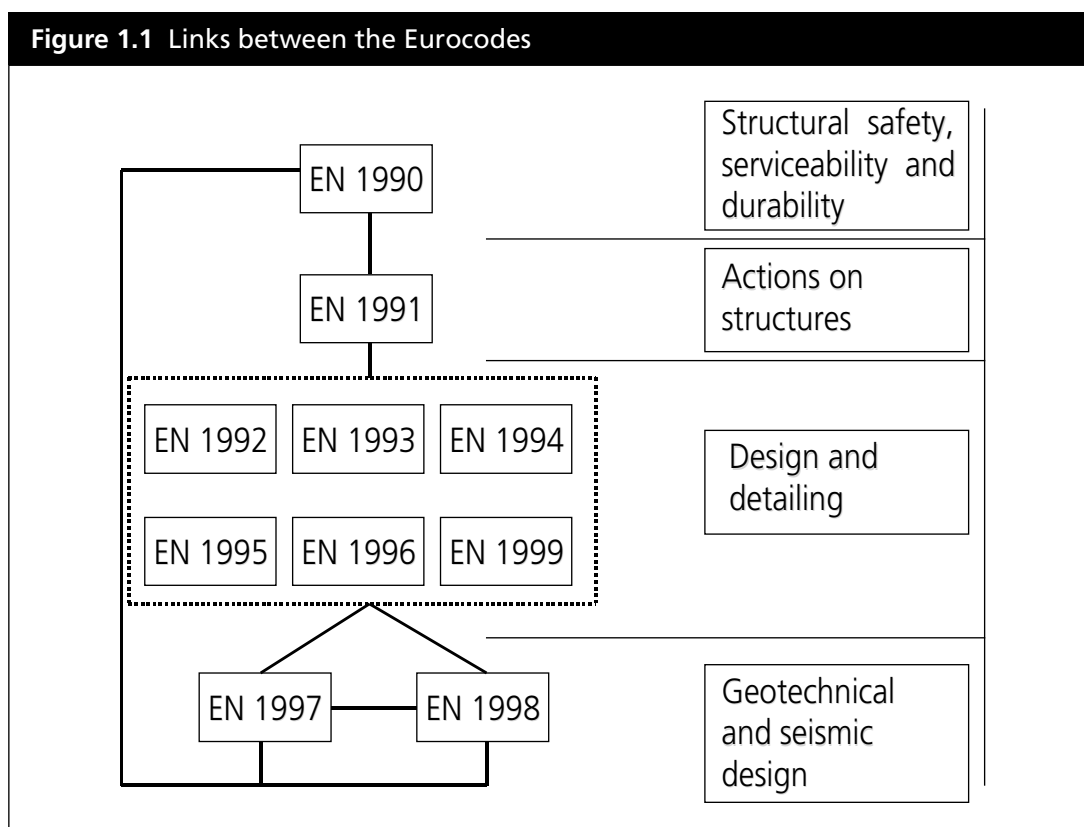 Figure 1.1 Links between the Eurocodes
EN 1990
Structural safety,
serviceability and
durability
EN 1991
Actions on
structures
EN 1992 EN 1993 EN 1994
EN 1995 EN 1996 EN 1999
Design and
detailing
EN 1997 EN 1998
Geotechnical
and seismic
design